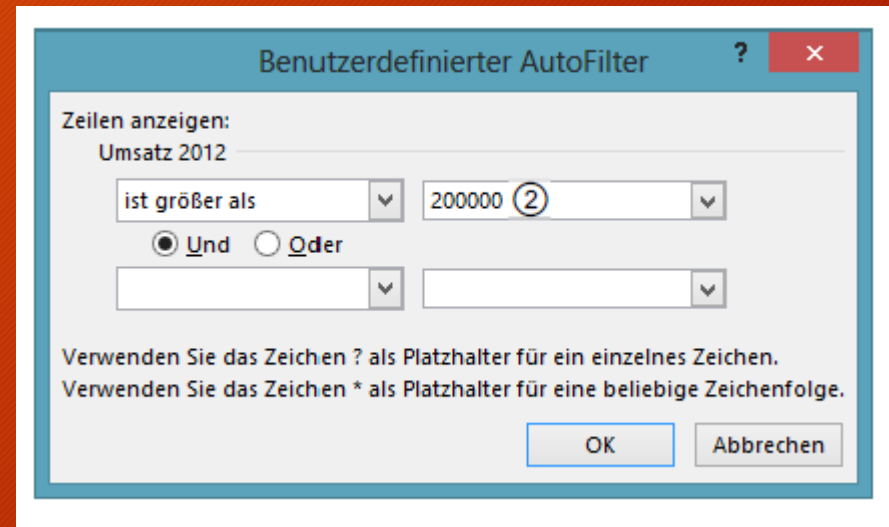 Benutzerdefinierter AutoFilter ? ×
Zeilen anzeigen:
Umsatz 2012
ist größer als 200000 ②
Und Oder
Verwenden Sie das Zeichen ? als Platzhalter für ein einzelnes Zeichen.
Verwenden Sie das Zeichen * als Platzhalter für eine beliebige Zeichenfolge.
OK Abbrechen